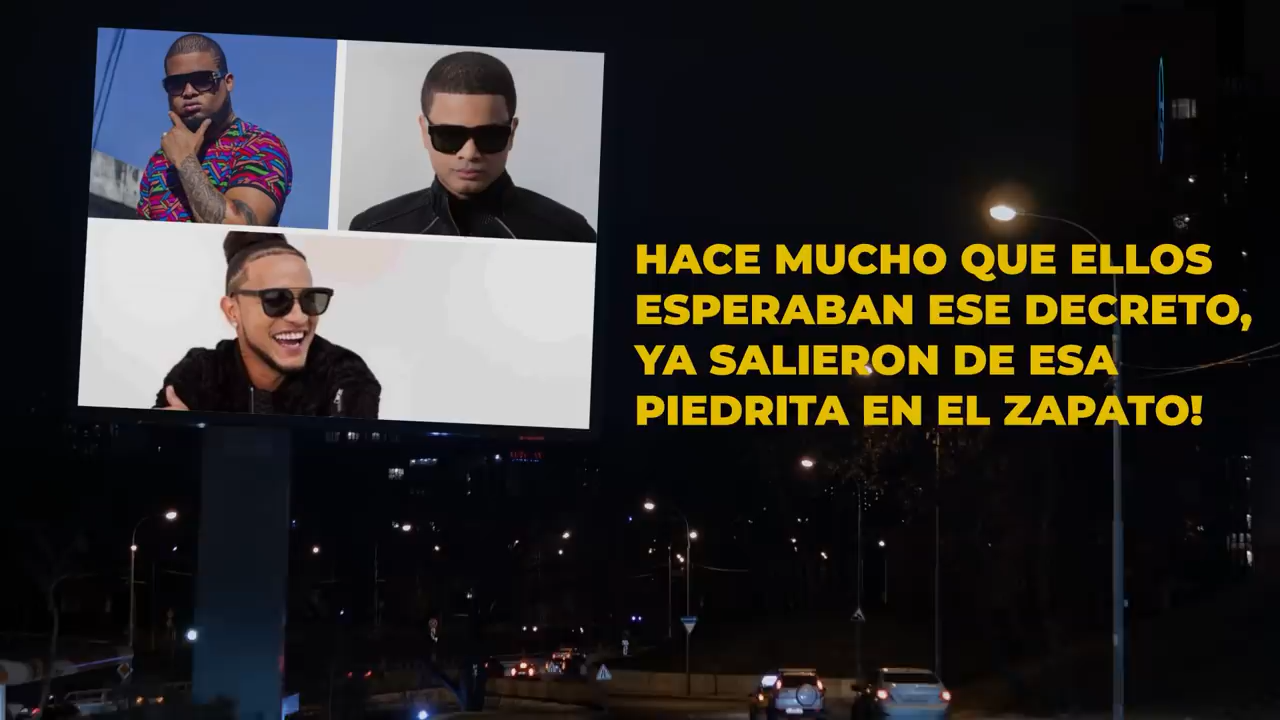 HACE MUCHO QUE ELLOS
ESPERABAN ESE DECRETO,
YA SALIERON DE ESA
PIEDRITA EN EL ZAPATO!